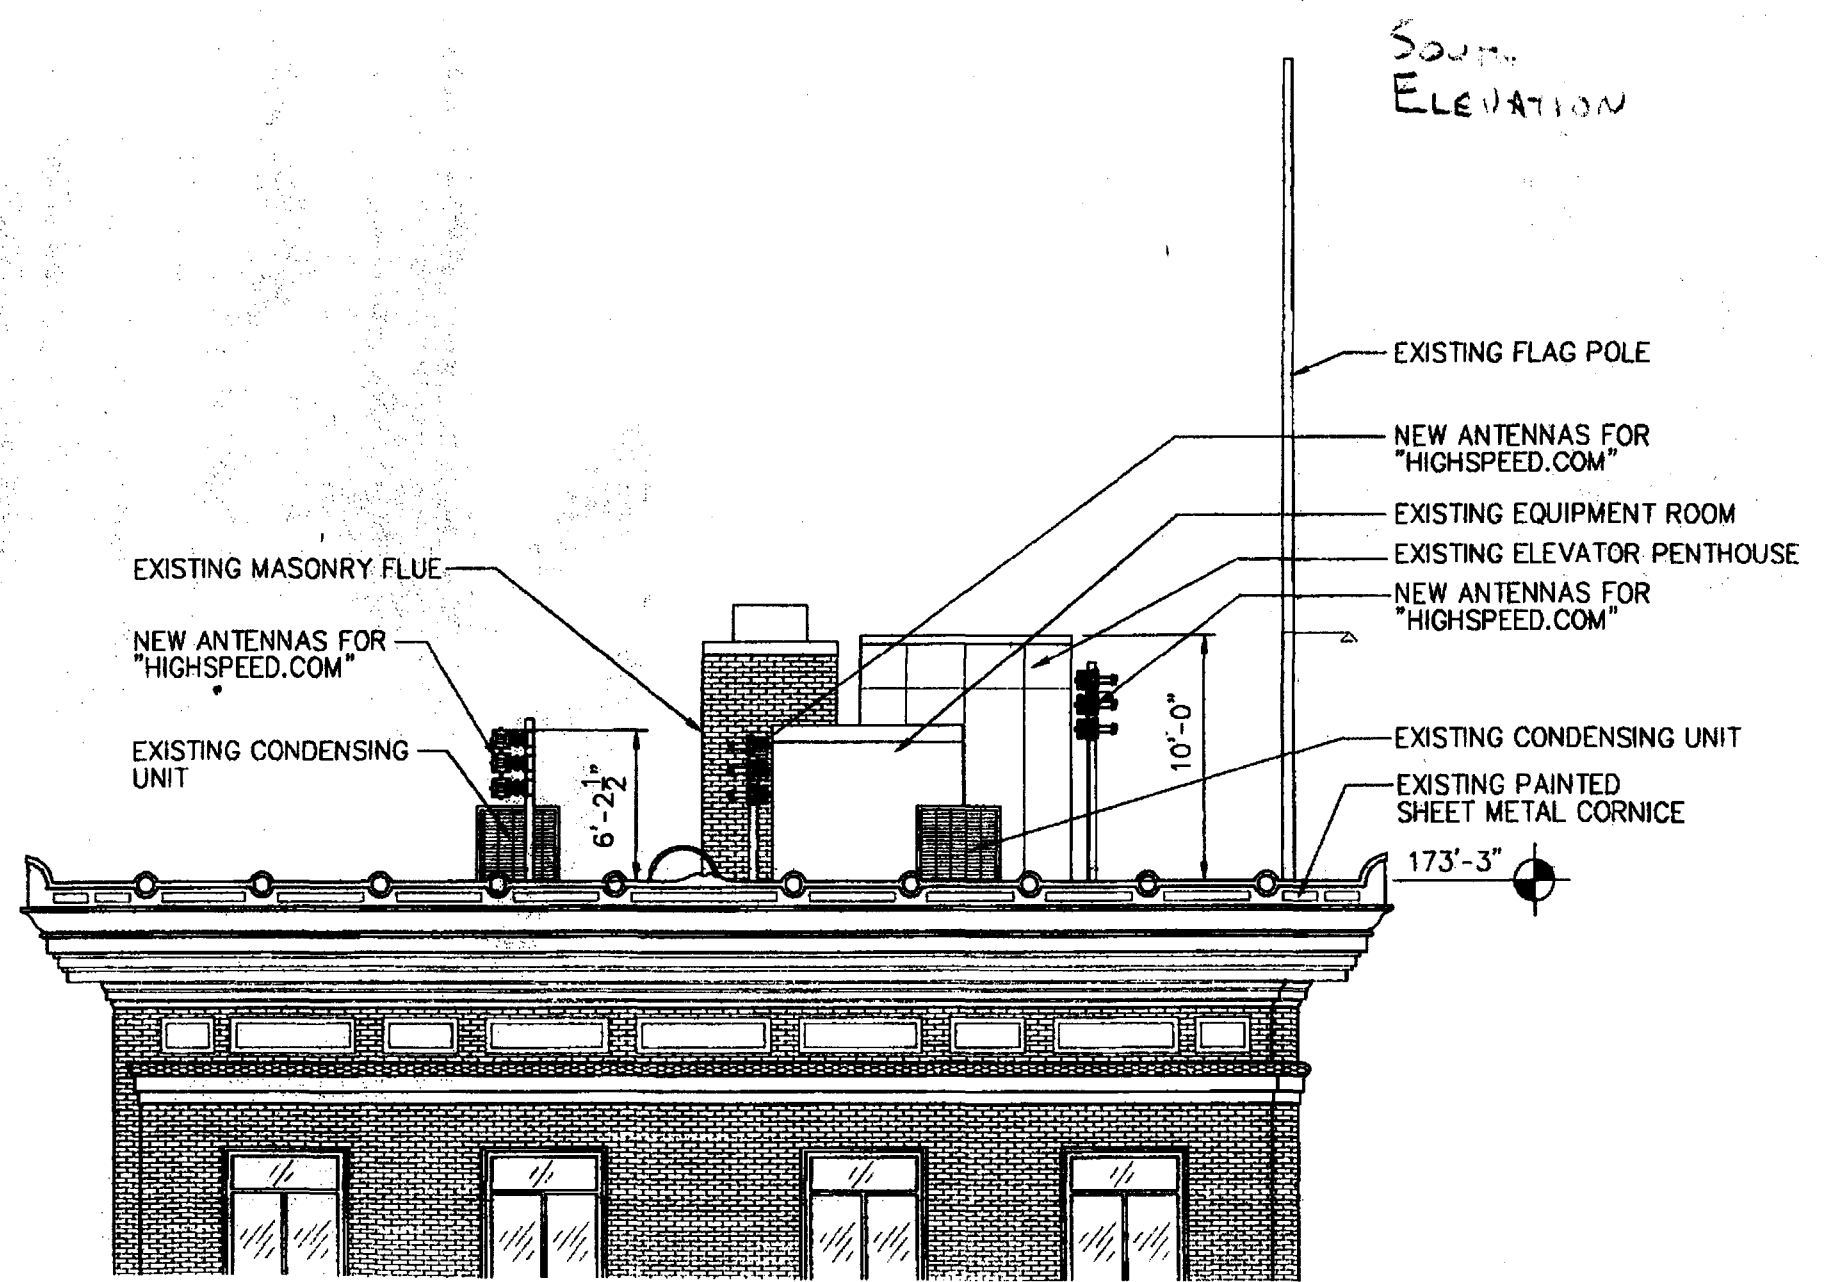 SOUTH
ELEVATION
EXISTING FLAG POLE
NEW ANTENNAS FOR
"HIGHSPEED.COM"
EXISTING EQUIPMENT ROOM
EXISTING ELEVATOR PENTHOUSE
NEW ANTENNAS FOR
"HIGHSPEED.COM"
EXISTING MASONRY FLUE
NEW ANTENNAS FOR
"HIGHSPEED.COM"
EXISTING CONDENSING
UNIT
6'-2 1/2"
10'-0"
EXISTING CONDENSING UNIT
EXISTING PAINTED
SHEET METAL CORNICE
173'-3"